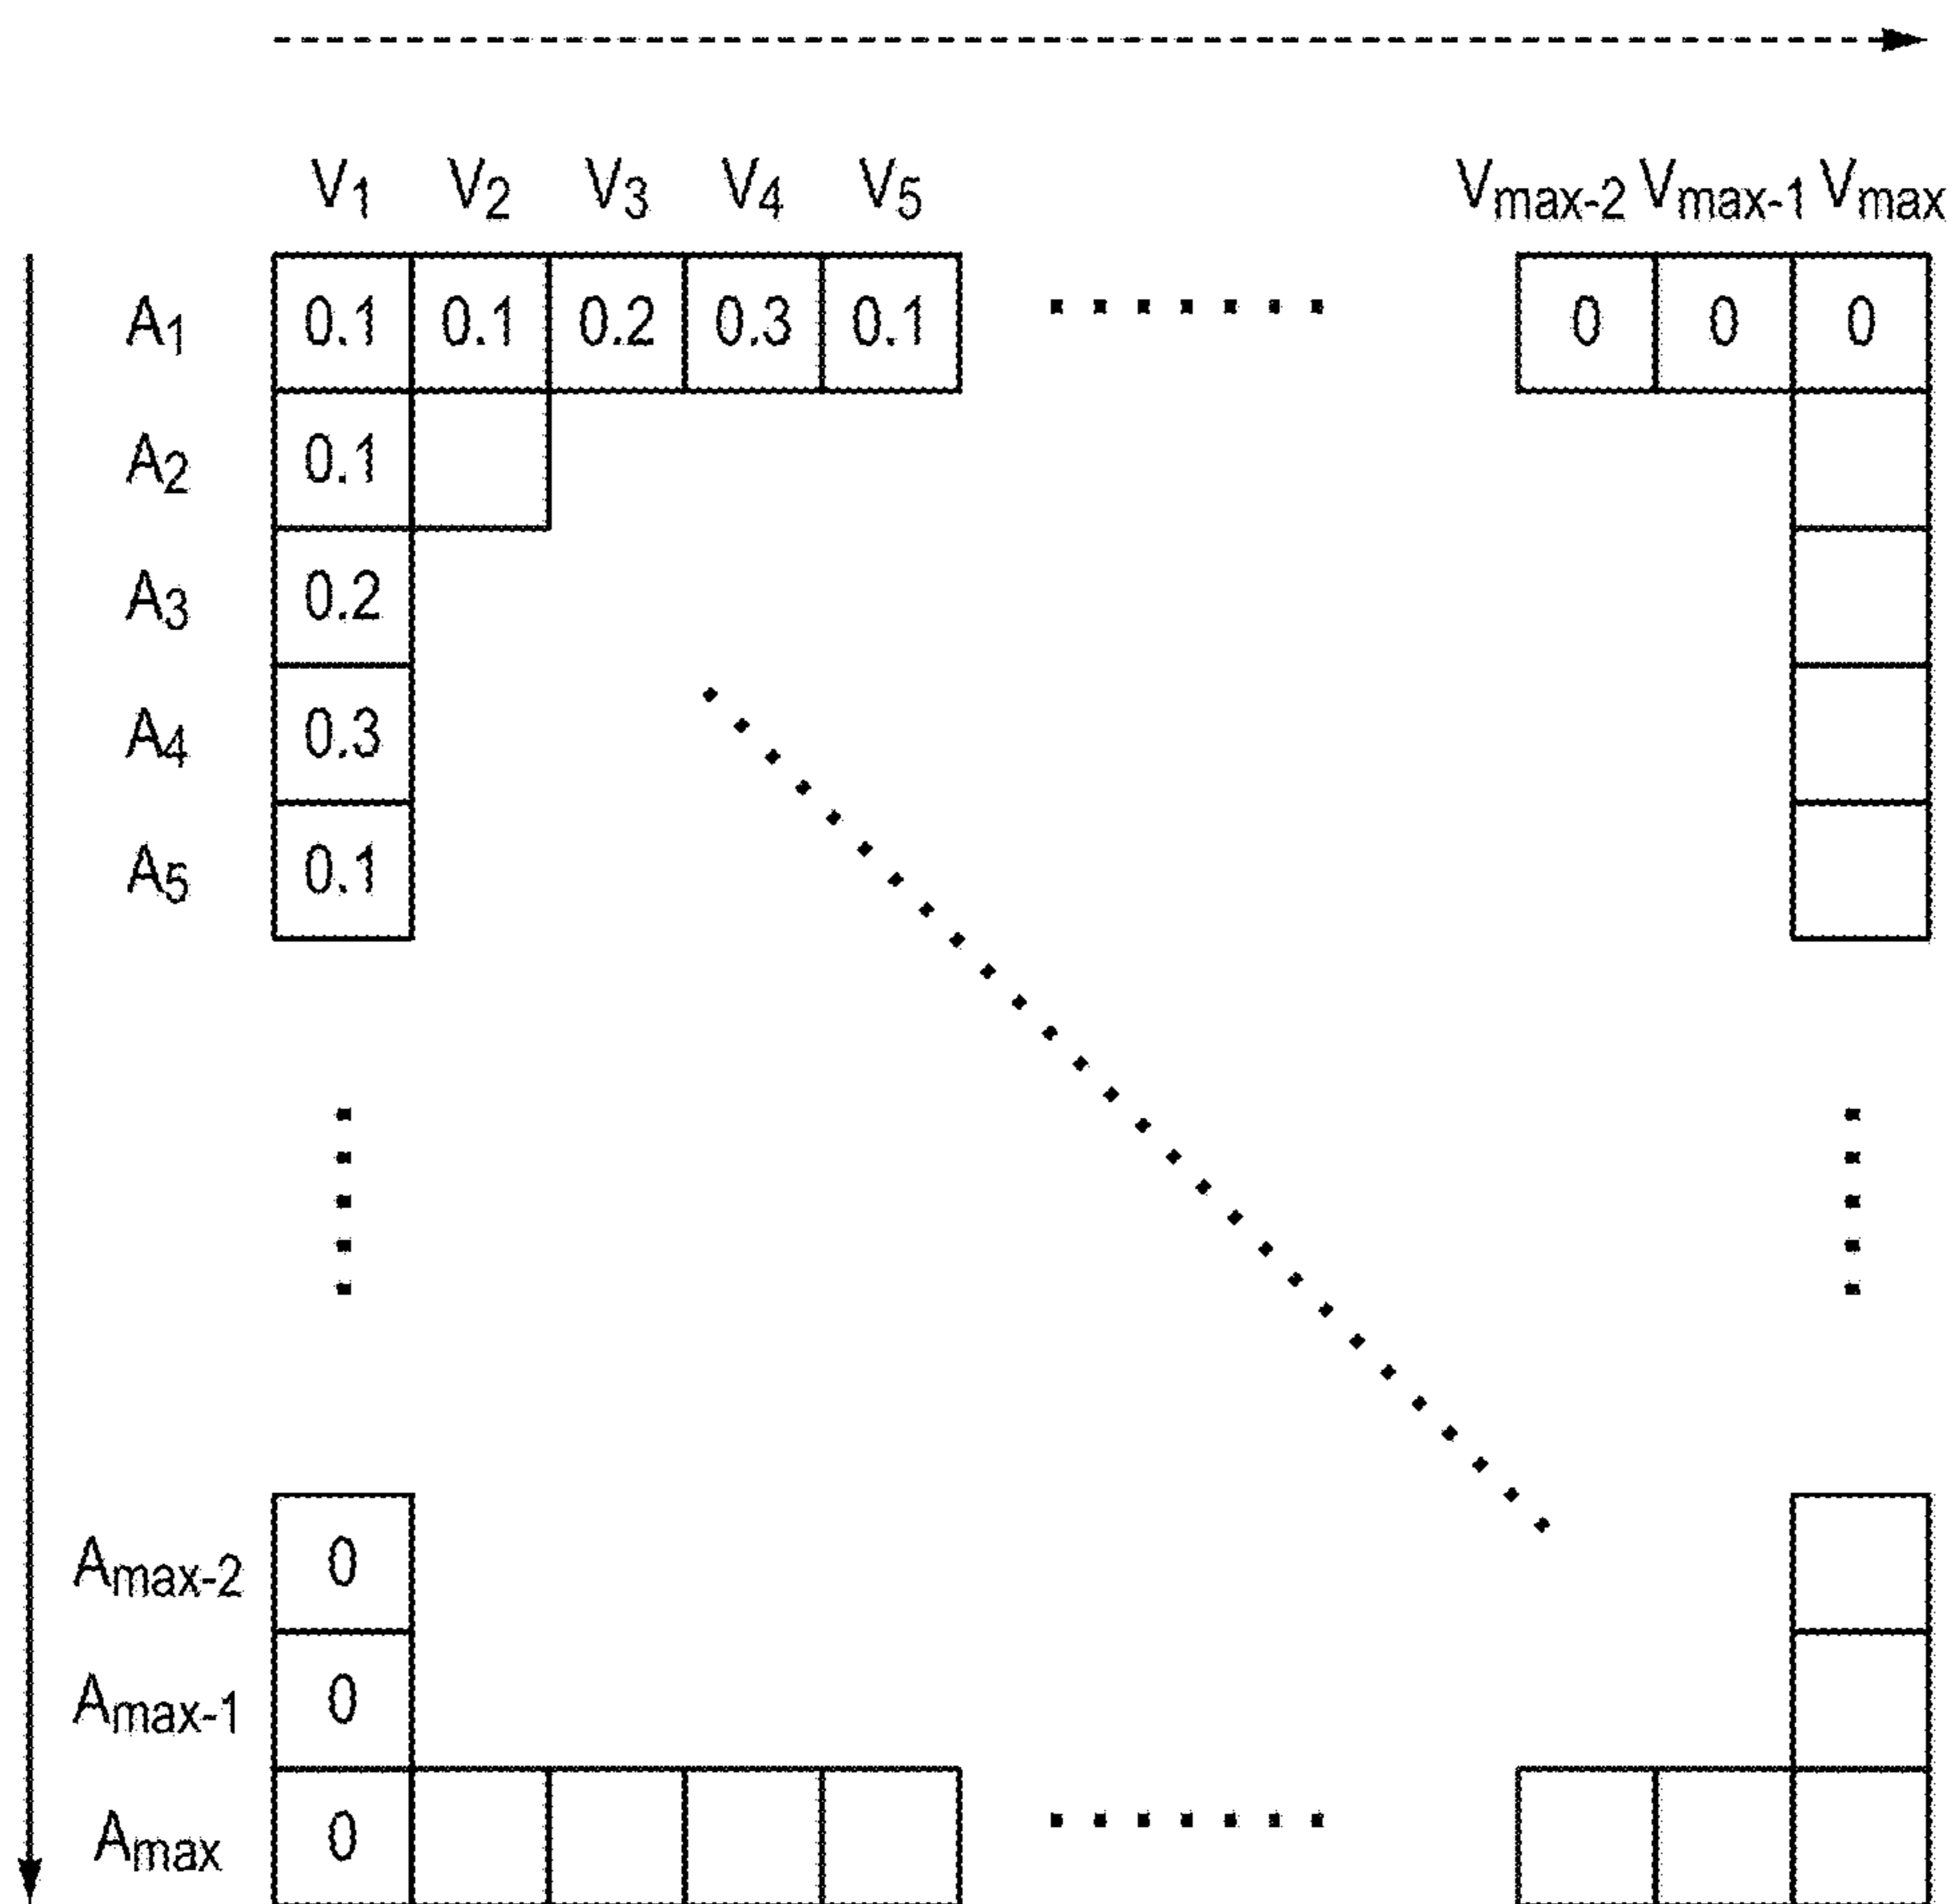 V1 V2 V3 V4 V5 Vmax-2 Vmax-1 Vmax
A1 0.1 0.1 0.2 0.3 0.1 0 0 0
A2 0.1
A3 0.2
A4 0.3
A5 0.1
Amax-2 0
Amax-1 0
Amax 0